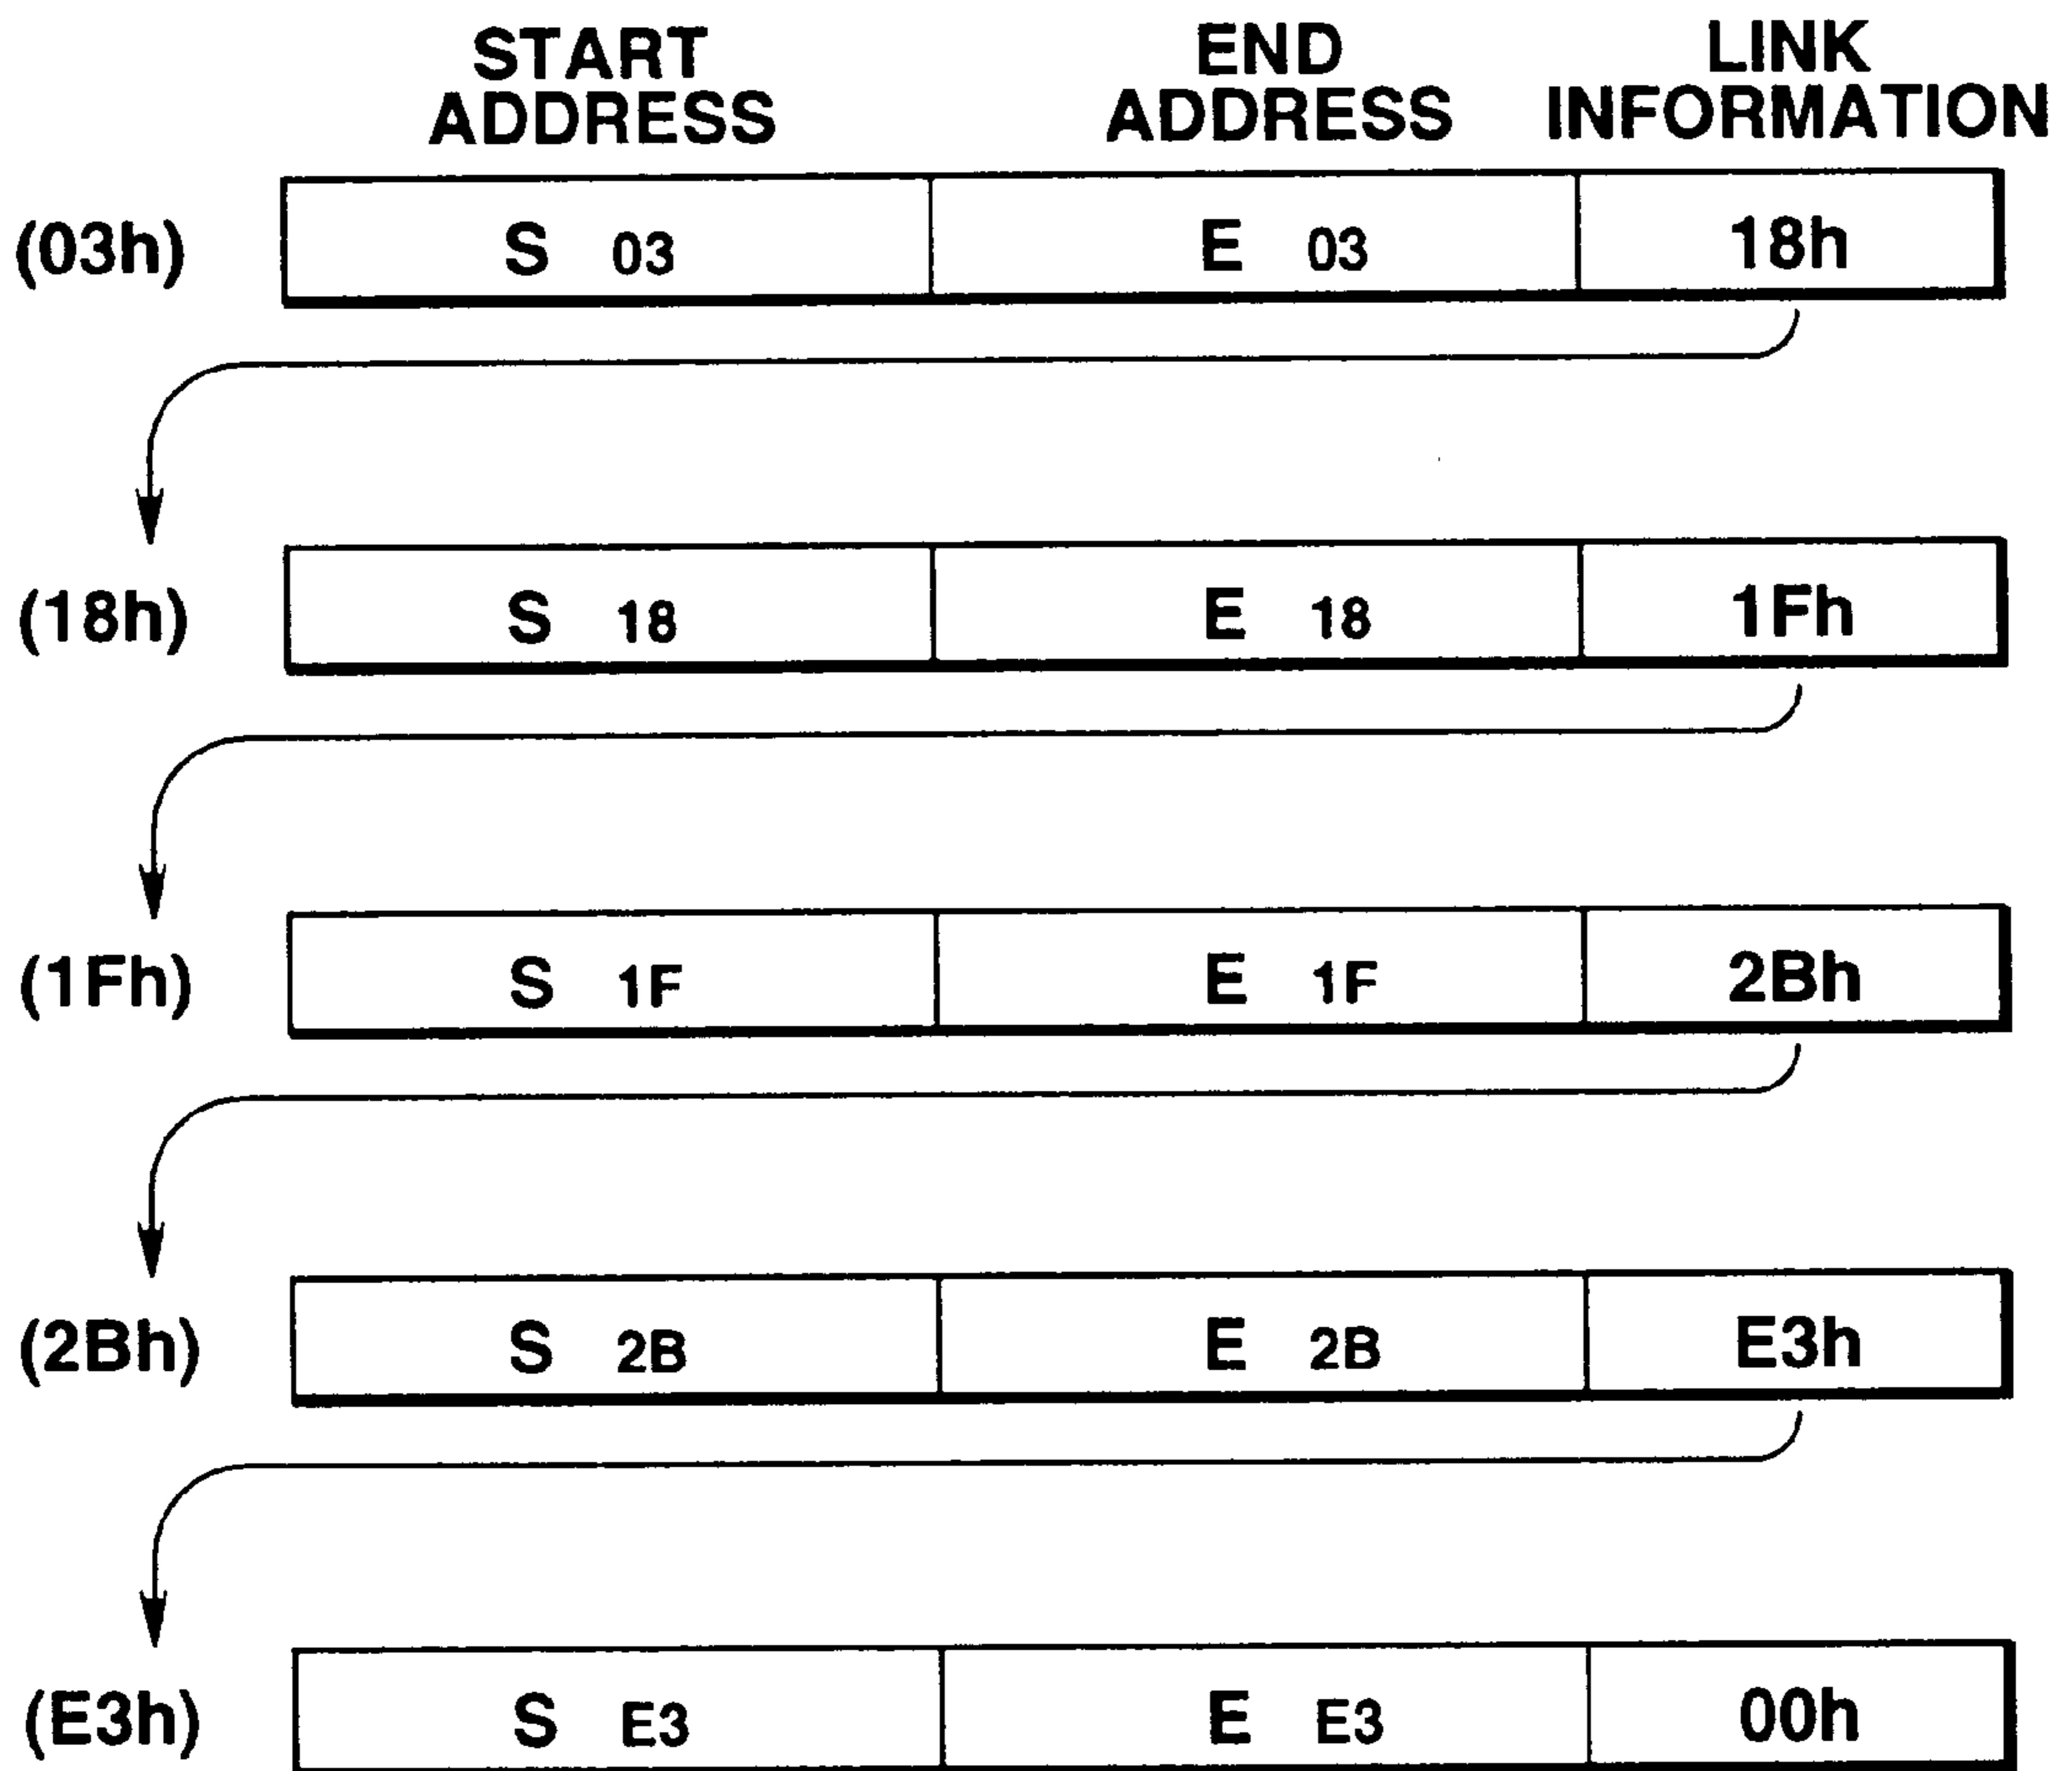 START ADDRESS
END ADDRESS
LINK INFORMATION
(03h) S 03 E 03 18h
(18h) S 18 E 18 1Fh
(1Fh) S 1F E 1F 2Bh
(2Bh) S 2B E 2B E3h
(E3h) S E3 E E3 00h